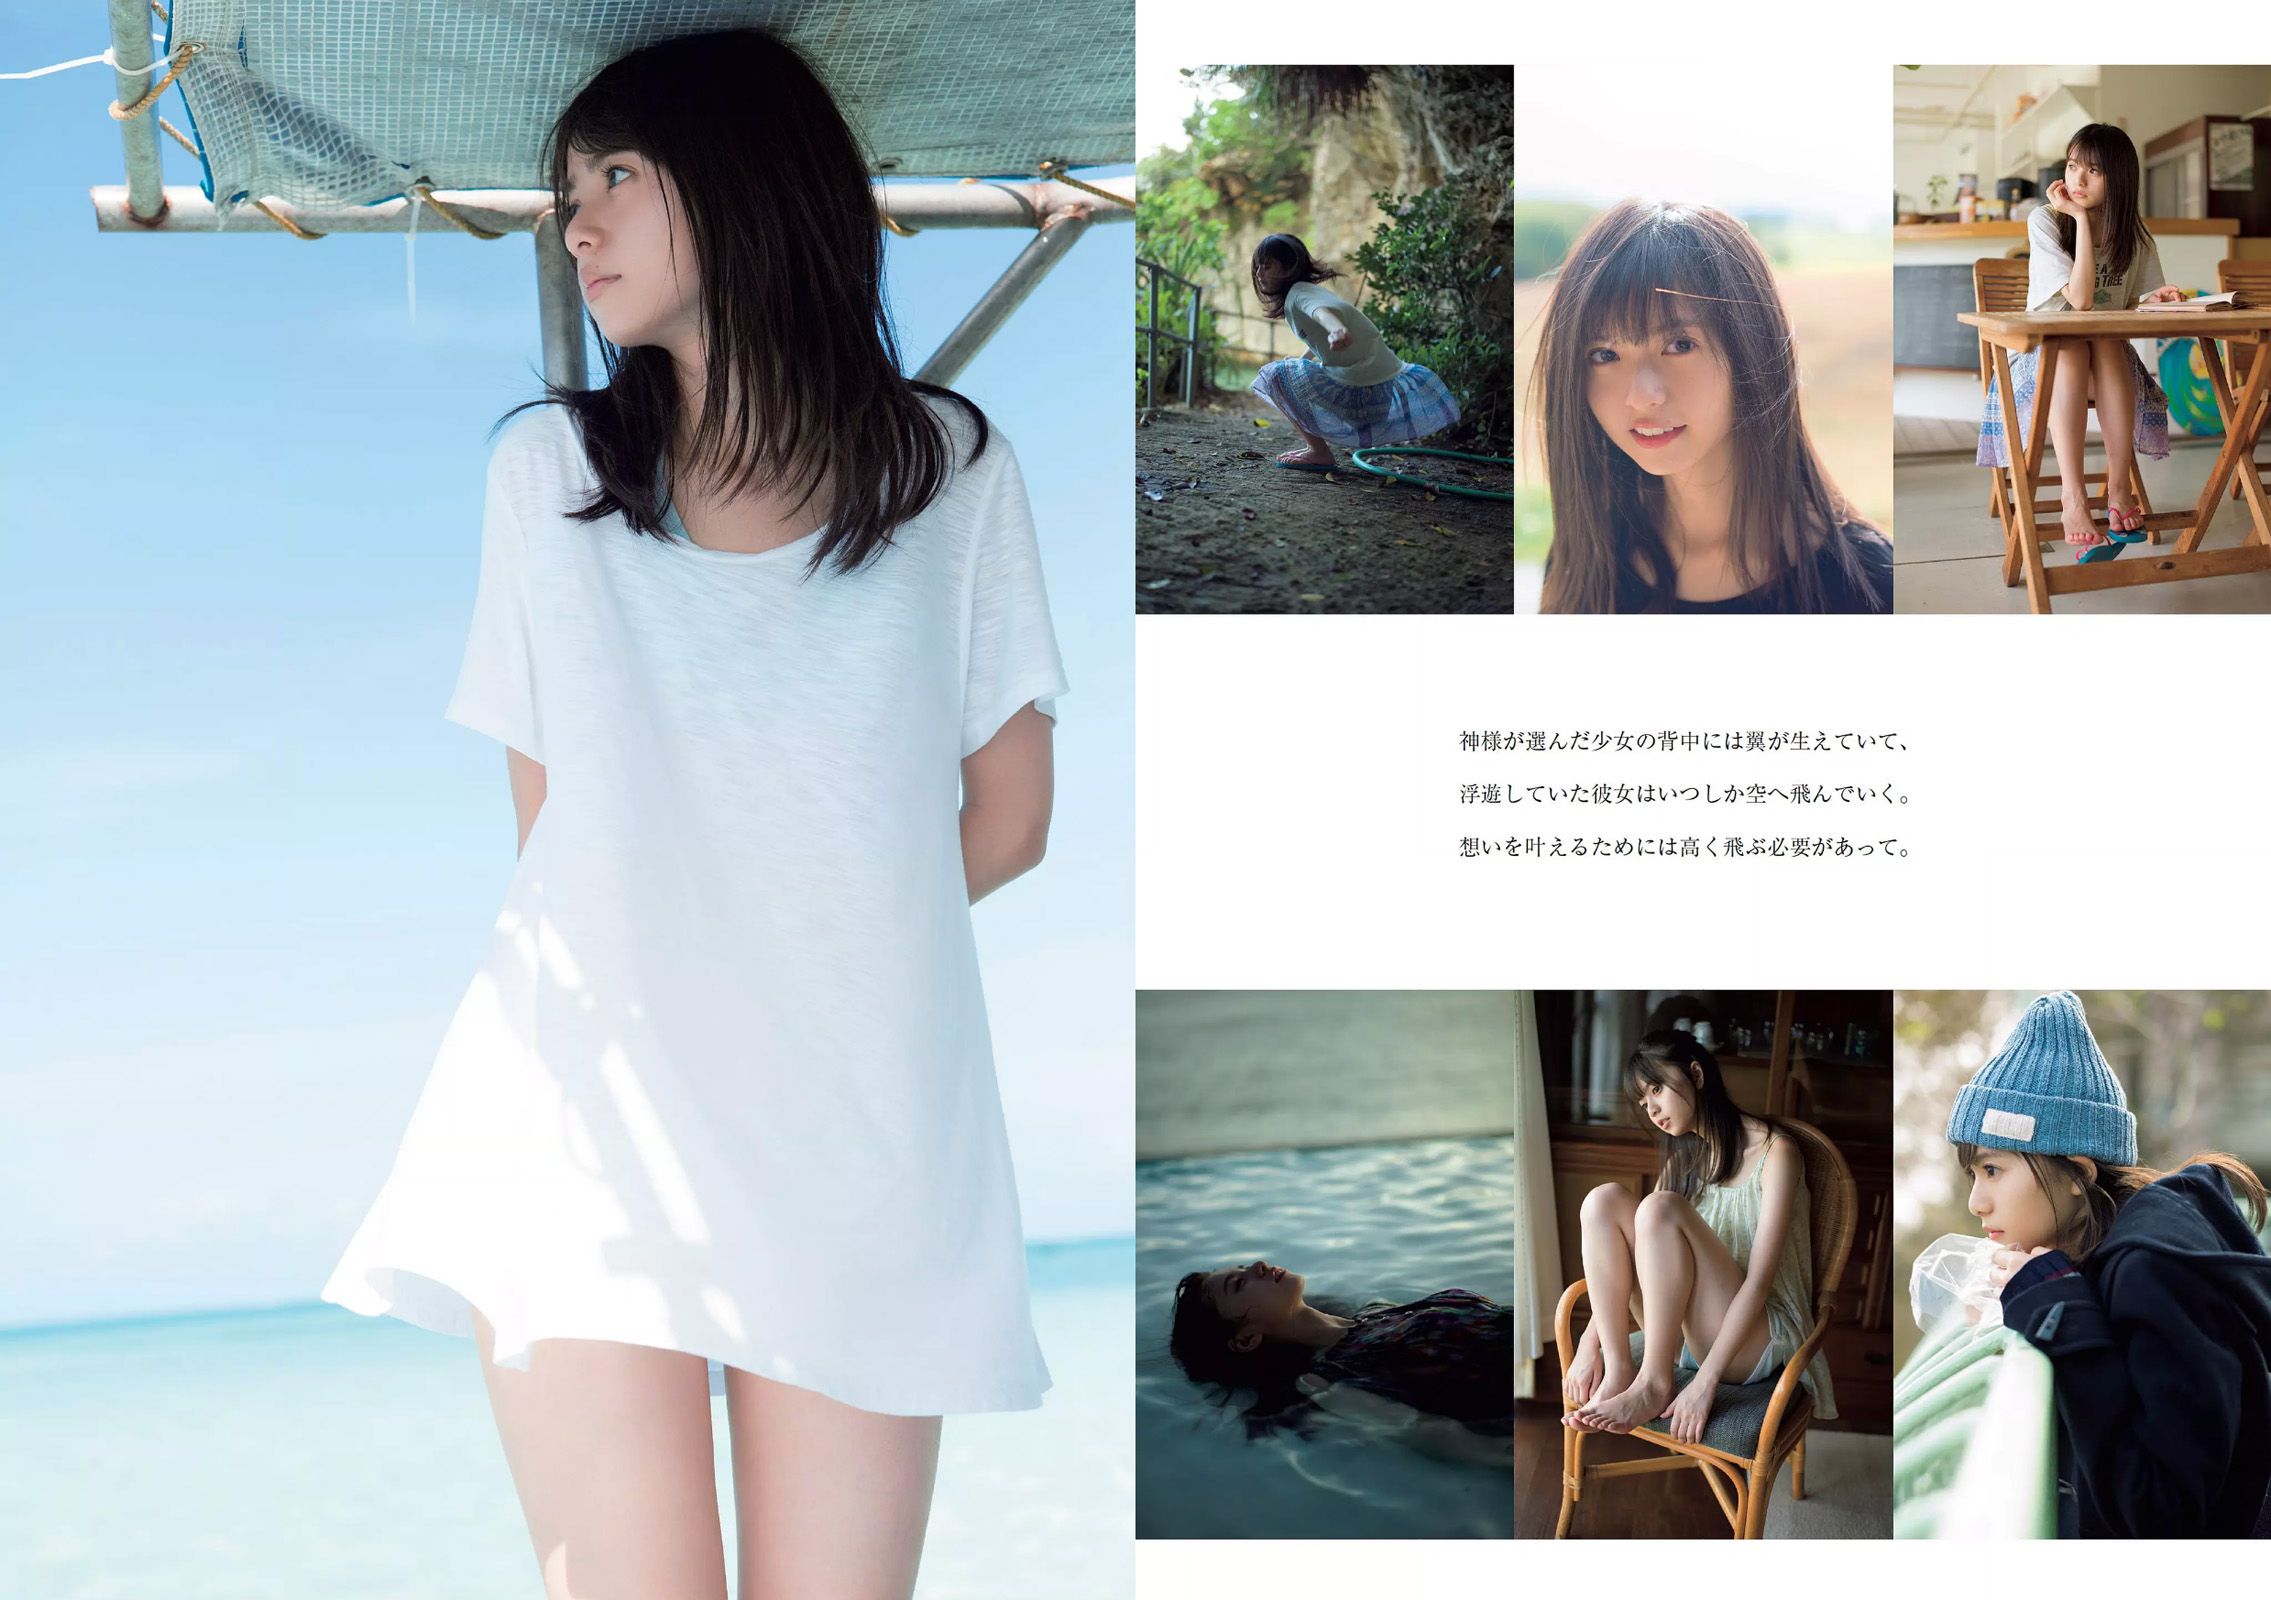 神様が選んだ少女の背中には翼が生えていて、
浮遊していた彼女はいつしか空へ飛んでいく。
想いを叶えるためには高く飛ぶ必要があって。